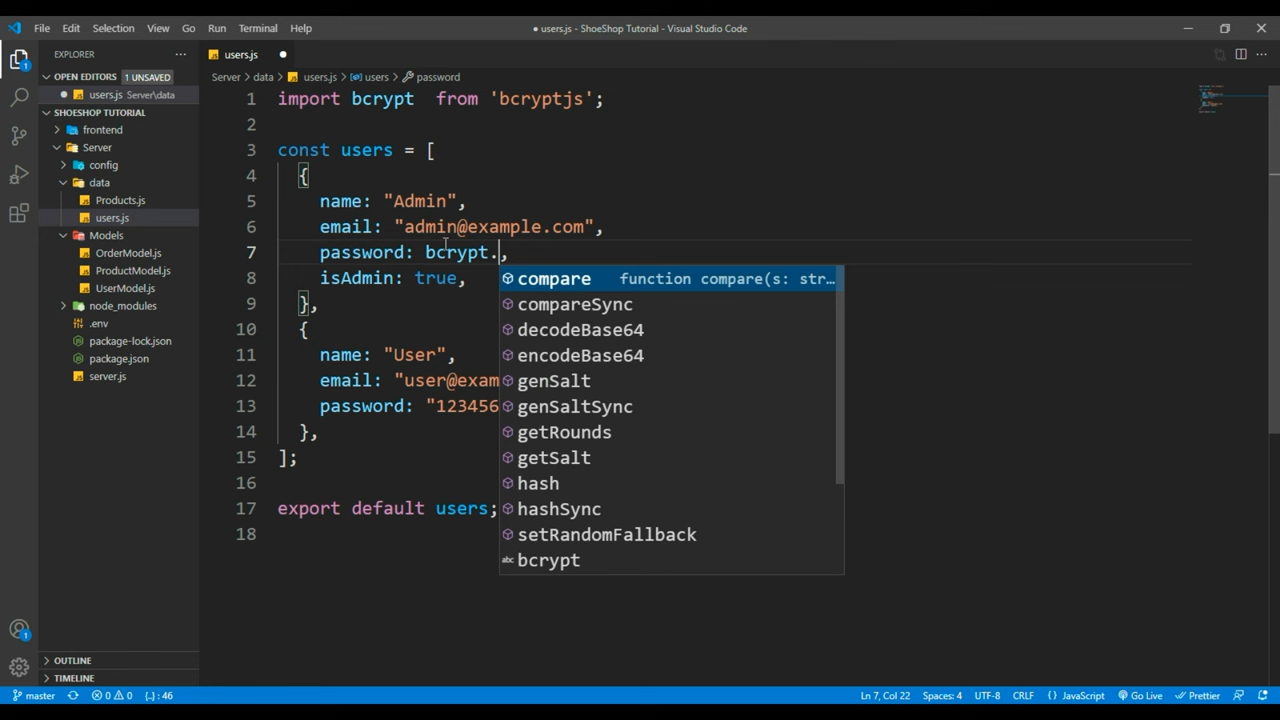 File Edit Selection View Go Run Terminal Help
● users.js - ShoeShop Tutorial - Visual Studio Code
EXPLORER
OPEN EDITORS 1 UNSAVED
users.js Server\data
SHOESHOP TUTORIAL
frontend
Server
config
data
Products.js
users.js
Models
OrderModel.js
ProductModel.js
UserModel.js
node_modules
.env
package-lock.json
package.json
server.js
OUTLINE
TIMELINE
users.js
Server > data > users.js > users > password
1 import bcrypt from 'bcryptjs';
2
3 const users = [
4 {
5 name: "Admin",
6 email: "admin@example.com",
7 password: bcrypt.,
8 isAdmin: true,
9 },
10 {
11 name: "User",
12 email: "user@exam
13 password: "123456
14 },
15 ];
16
17 export default users;
18
compare function compare(s: str…
compareSync
decodeBase64
encodeBase64
genSalt
genSaltSync
getRounds
getSalt
hash
hashSync
setRandomFallback
abc bcrypt
1
1
master 0 0 {..} : 46
Ln 7, Col 22 Spaces: 4 UTF-8 CRLF {} JavaScript Go Live Prettier